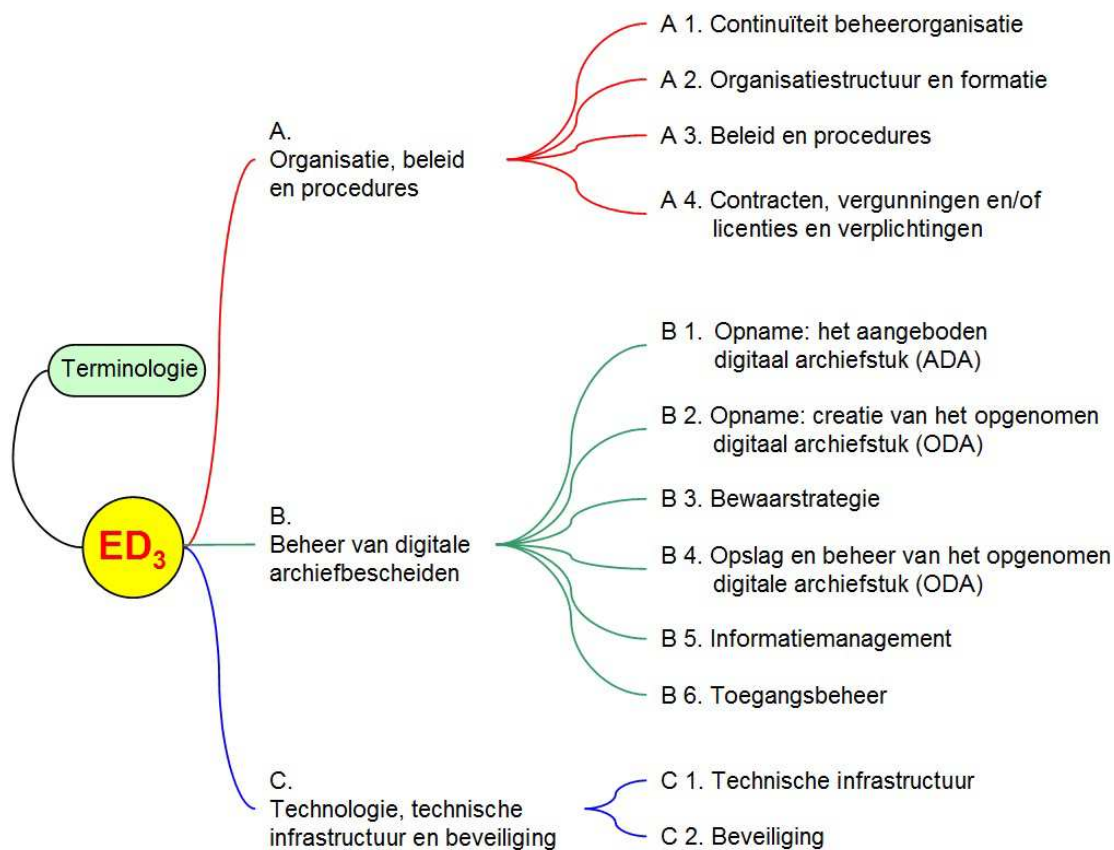 A 1. Continuïteit beheerorganisatie
A 2. Organisatiestructuur en formatie
A.
Organisatie, beleid
en procedures
A 3. Beleid en procedures
A 4. Contracten, vergunningen en/of
licenties en verplichtingen
Terminologie
ED₃
B.
Beheer van digitale
archiefbescheiden
B 1. Opname: het aangeboden
digitaal archiefstuk (ADA)
B 2. Opname: creatie van het opgenomen
digitaal archiefstuk (ODA)
B 3. Bewaarstrategie
B 4. Opslag en beheer van het opgenomen
digitale archiefstuk (ODA)
B 5. Informatiemanagement
B 6. Toegangsbeheer
C.
Technologie, technische
infrastructuur en beveiliging
C 1. Technische infrastructuur
C 2. Beveiliging